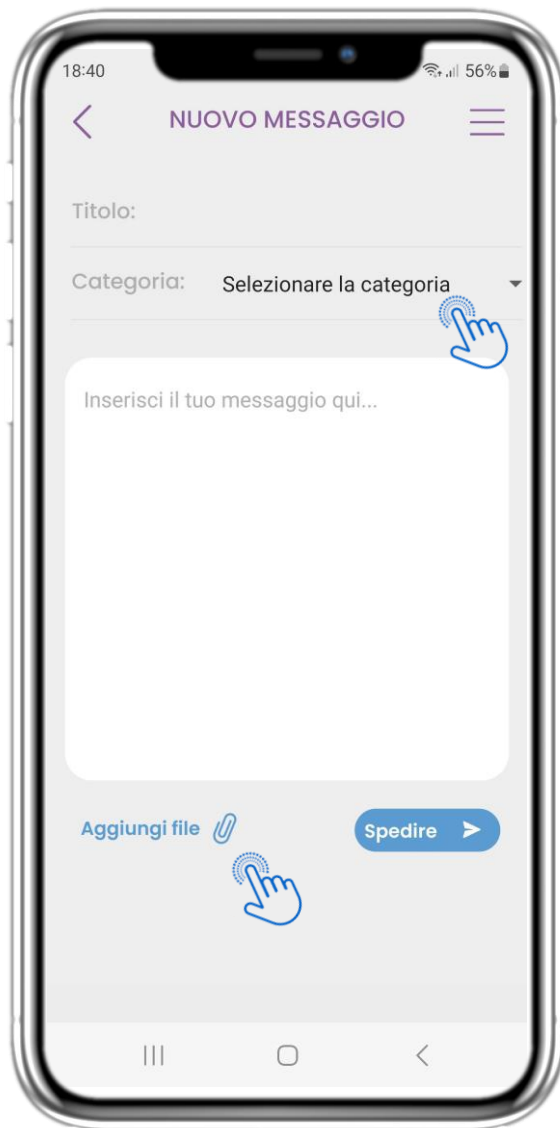 18:40 56%
NUOVO MESSAGGIO
Titolo:
Categoria: Selezionare la categoria
Inserisci il tuo messaggio qui...
Aggiungi file Spedire